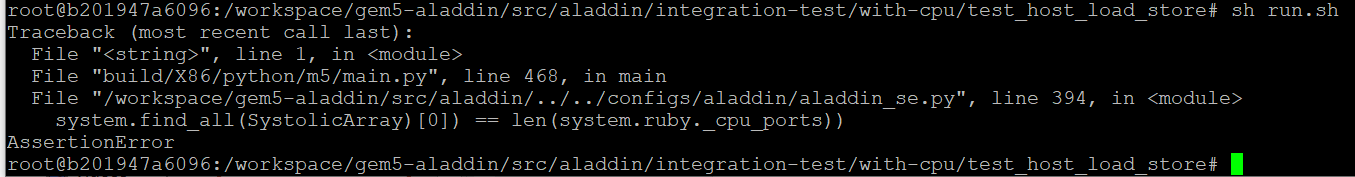 root@b201947a6096:/workspace/gem5-aladdin/src/aladdin/integration-test/with-cpu/test_host_load_store# sh run.sh
Traceback (most recent call last):
  File "<string>", line 1, in <module>
  File "build/X86/python/m5/main.py", line 468, in main
  File "/workspace/gem5-aladdin/src/aladdin/../../configs/aladdin/aladdin_se.py", line 394, in <module>
    system.find_all(SystolicArray)[0]) == len(system.ruby._cpu_ports))
AssertionError
root@b201947a6096:/workspace/gem5-aladdin/src/aladdin/integration-test/with-cpu/test_host_load_store#